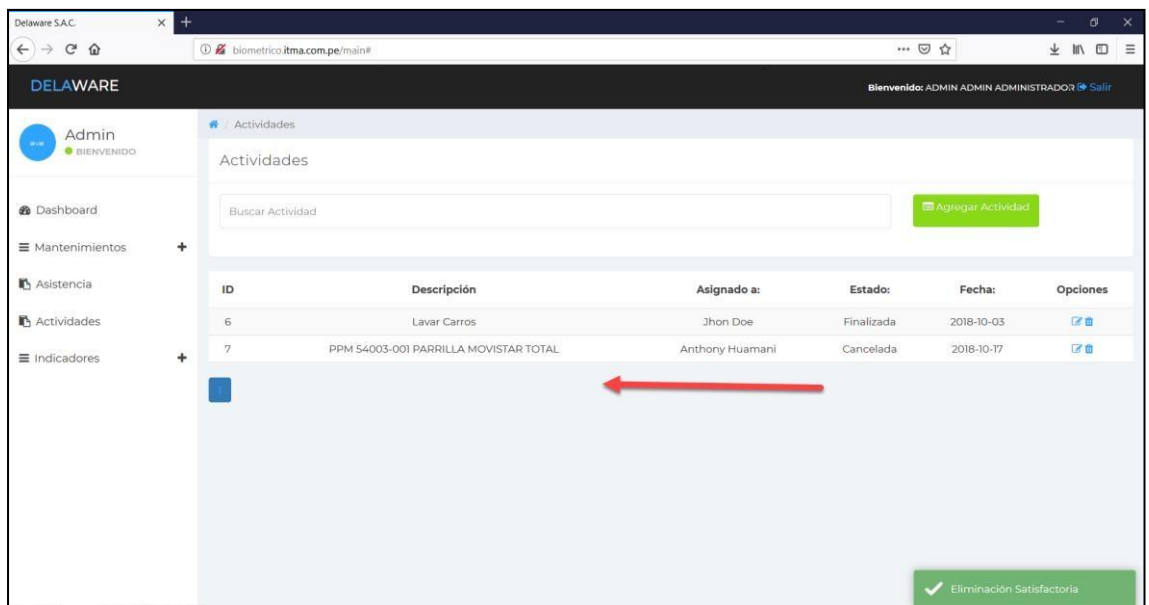 Delaware S.A.C.
biometrico.itma.com.pe/main#
DELAWARE
Bienvenido: ADMIN ADMIN ADMINISTRADOR Salir
Admin
BIENVENIDO
/ Actividades
Actividades
Buscar Actividad
Agregar Actividad
Dashboard
Mantenimientos
Asistencia
Actividades
Indicadores
ID Descripción Asignado a: Estado: Fecha: Opciones
6 Lavar Carros Jhon Doe Finalizada 2018-10-03
7 PPM 54003-001 PARRILLA MOVISTAR TOTAL Anthony Huamani Cancelada 2018-10-17
1
Eliminación Satisfactoria